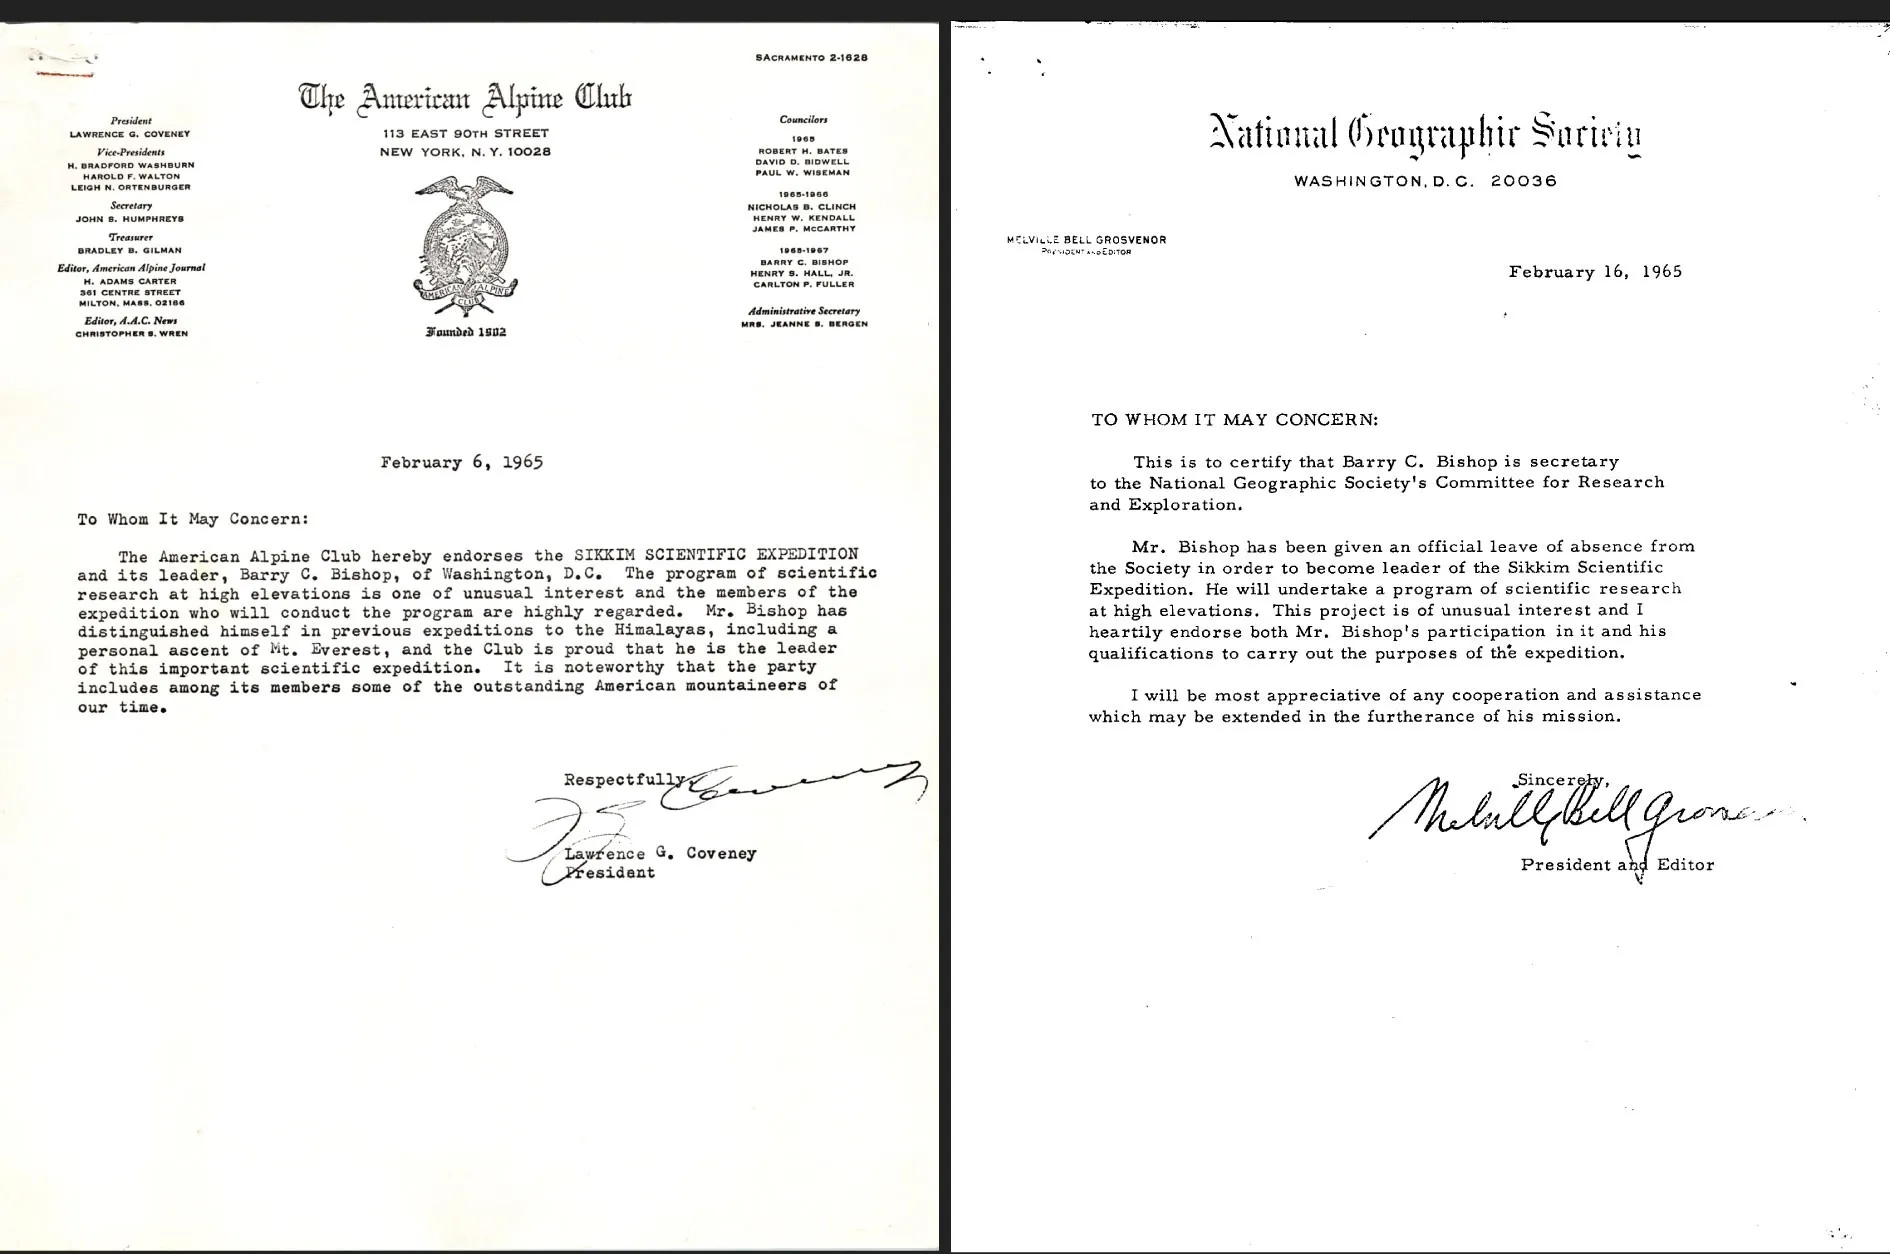 SACRAMENTO 2-1628
The American Alpine Club
113 EAST 90TH STREET
NEW YORK, N. Y. 10028
President
LAWRENCE G. COVENEY
Vice-Presidents
H. BRADFORD WASHBURN
HAROLD F. WALTON
LEIGH N. ORTENBURGER
Secretary
JOHN S. HUMPHREYS
Treasurer
BRADLEY B. GILMAN
Editor, American Alpine Journal
H. ADAMS CARTER
361 CENTRE STREET
MILTON, MASS. 02186
Editor, A.A.C. News
CHRISTOPHER S. WREN
AMERICAN ALPINE
CLUB
Founded 1902
Councilors
1965
ROBERT H. BATES
DAVID D. BIDWELL
PAUL W. WISEMAN
1965-1966
NICHOLAS B. CLINCH
HENRY W. KENDALL
JAMES P. McCARTHY
1965-1967
BARRY C. BISHOP
HENRY S. HALL, JR.
CARLTON P. FULLER
Administrative Secretary
MRS. JEANNE S. BERGEN
February 6, 1965
To Whom It May Concern:
The American Alpine Club hereby endorses the SIKKIM SCIENTIFIC EXPEDITION
and its leader, Barry C. Bishop, of Washington, D.C. The program of scientific
research at high elevations is one of unusual interest and the members of the
expedition who will conduct the program are highly regarded. Mr. Bishop has
distinguished himself in previous expeditions to the Himalayas, including a
personal ascent of Mt. Everest, and the Club is proud that he is the leader
of this important scientific expedition. It is noteworthy that the party
includes among its members some of the outstanding American mountaineers of
our time.
Respectfully,
L G Coveney
Lawrence G. Coveney
President
National Geographic Society
WASHINGTON, D. C. 20036
MELVILLE BELL GROSVENOR
PRESIDENT AND EDITOR
February 16, 1965
TO WHOM IT MAY CONCERN:
This is to certify that Barry C. Bishop is secretary
to the National Geographic Society's Committee for Research
and Exploration.
Mr. Bishop has been given an official leave of absence from
the Society in order to become leader of the Sikkim Scientific
Expedition. He will undertake a program of scientific research
at high elevations. This project is of unusual interest and I
heartily endorse both Mr. Bishop's participation in it and his
qualifications to carry out the purposes of the expedition.
I will be most appreciative of any cooperation and assistance
which may be extended in the furtherance of his mission.
Sincerely,
Melville Bell Grosvenor
President and Editor